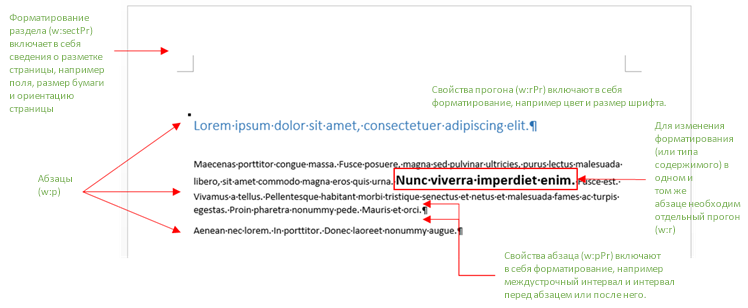 Форматирование
раздела (w:sectPr)
включает в себя
сведения о разметке
страницы, например
поля, размер бумаги
и ориентацию
страницы
Свойства прогона (w:rPr) включают в себя
форматирование, например цвет и размер шрифта.
Lorem·ipsum·dolor·sit·amet,·consectetuer·adipiscing·elit.¶
Для изменения
форматирования
(или типа
содержимого) в
одном и
том же
абзаце необходим
отдельный прогон
(w:r)
Абзацы
(w:p)
Maecenas·porttitor·congue·massa.·Fusce·posuere,·magna·sed·pulvinar·ultricies,·purus·lectus·malesuada·
libero,·sit·amet·commodo·magna·eros·quis·urna.·Nunc·viverra·imperdiet·enim.·Fusce·est.·
Vivamus·a·tellus.·Pellentesque·habitant·morbi·tristique·senectus·et·netus·et·malesuada·fames·ac·turpis·
egestas.·Proin·pharetra·nonummy·pede.·Mauris·et·orci.¶
Aenean·nec·lorem.·In·porttitor.·Donec·laoreet·nonummy·augue.¶
Свойства абзаца (w:pPr) включают
в себя форматирование, например
междустрочный интервал и интервал
перед абзацем или после него.